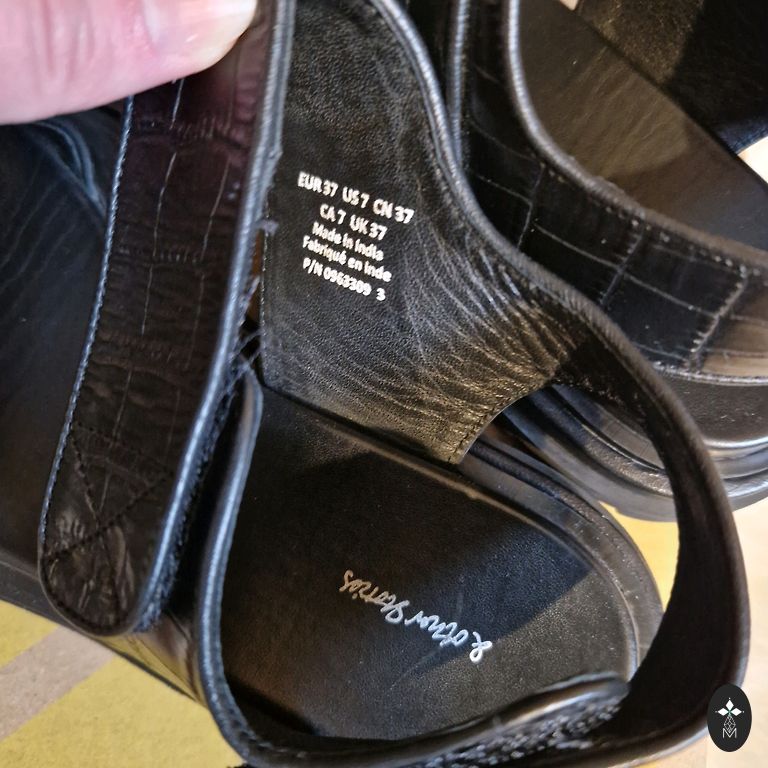 EUR 37 US 7 CN 37
CA 7 UK 37
Made in India
Fabriqué en Inde
P/N 0963309 3
& Other Stories
M